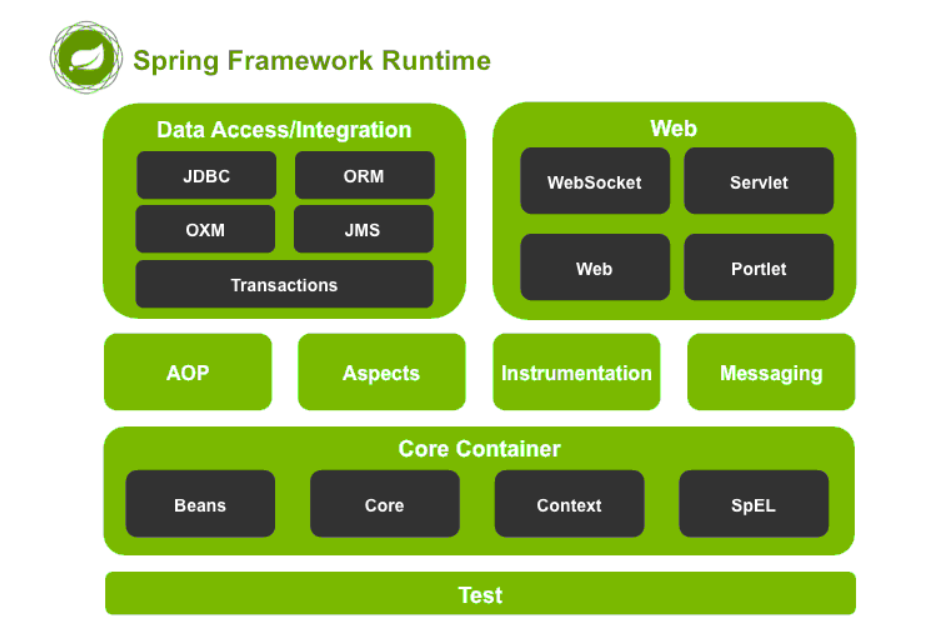 Spring Framework Runtime
Data Access/Integration
JDBC
ORM
OXM
JMS
Transactions
Web
WebSocket
Servlet
Web
Portlet
AOP
Aspects
Instrumentation
Messaging
Core Container
Beans
Core
Context
SpEL
Test